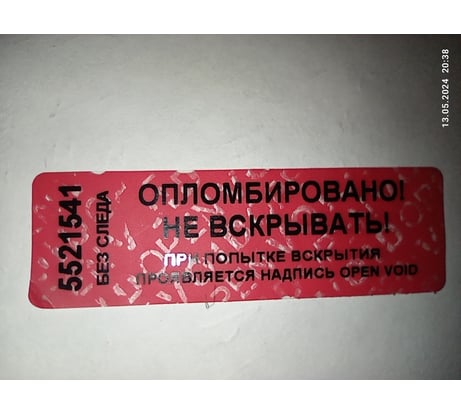 5521541
БЕЗ СЛЕДА
ОПЛОМБИРОВАНО!
НЕ ВСКРЫВАТЬ!
ПРИ ПОПЫТКЕ ВСКРЫТИЯ
ПРОЯВЛЯЕТСЯ НАДПИСЬ OPEN VOID
13.05.2024 20:38